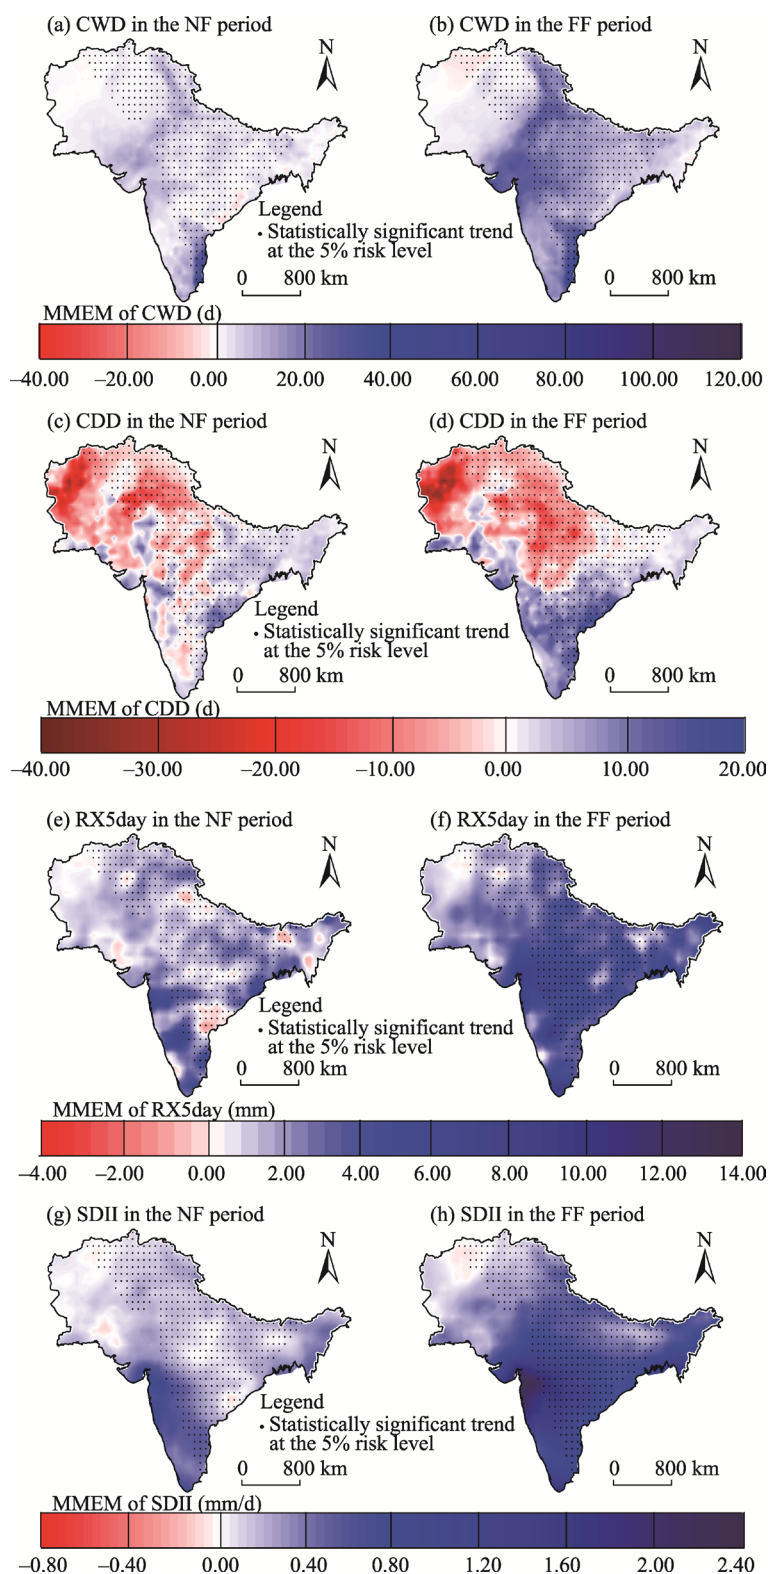 (a) CWD in the NF period
(b) CWD in the FF period
N
N
Legend
• Statistically significant trend
at the 5% risk level
0 800 km
0 800 km
MMEM of CWD (d)
–40.00 –20.00 0.00 20.00 40.00 60.00 80.00 100.00 120.00
(c) CDD in the NF period
(d) CDD in the FF period
N
N
Legend
• Statistically significant trend
at the 5% risk level
0 800 km
0 800 km
MMEM of CDD (d)
–40.00 –30.00 –20.00 –10.00 0.00 10.00 20.00
(e) RX5day in the NF period
(f) RX5day in the FF period
N
N
Legend
• Statistically significant trend
at the 5% risk level
0 800 km
0 800 km
MMEM of RX5day (mm)
–4.00 –2.00 0.00 2.00 4.00 6.00 8.00 10.00 12.00 14.00
(g) SDII in the NF period
(h) SDII in the FF period
N
N
Legend
• Statistically significant trend
at the 5% risk level
0 800 km
0 800 km
MMEM of SDII (mm/d)
–0.80 –0.40 0.00 0.40 0.80 1.20 1.60 2.00 2.40